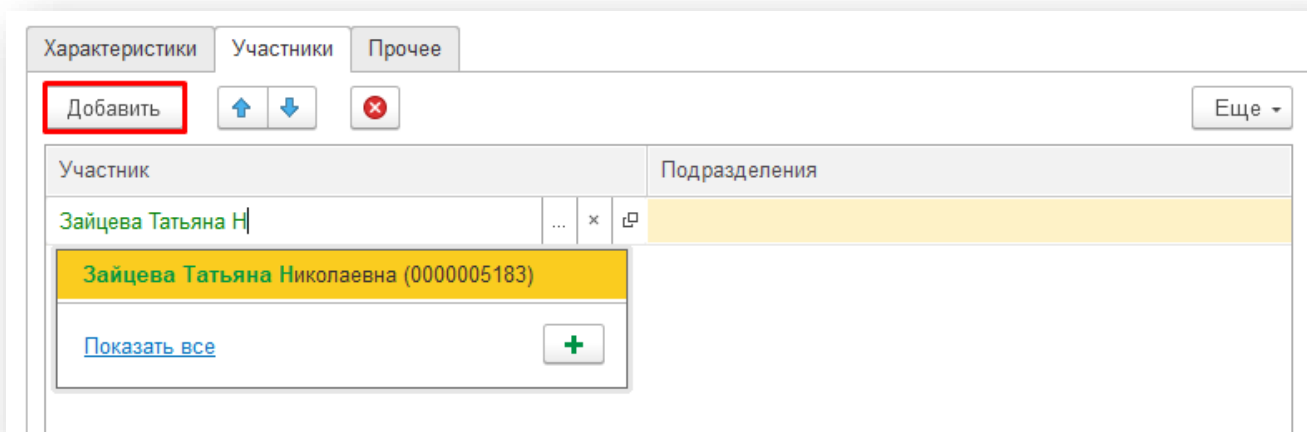 Характеристики Участники Прочее
Добавить Еще
Участник Подразделения
Зайцева Татьяна Н ... ×
Зайцева Татьяна Николаевна (0000005183)
Показать все